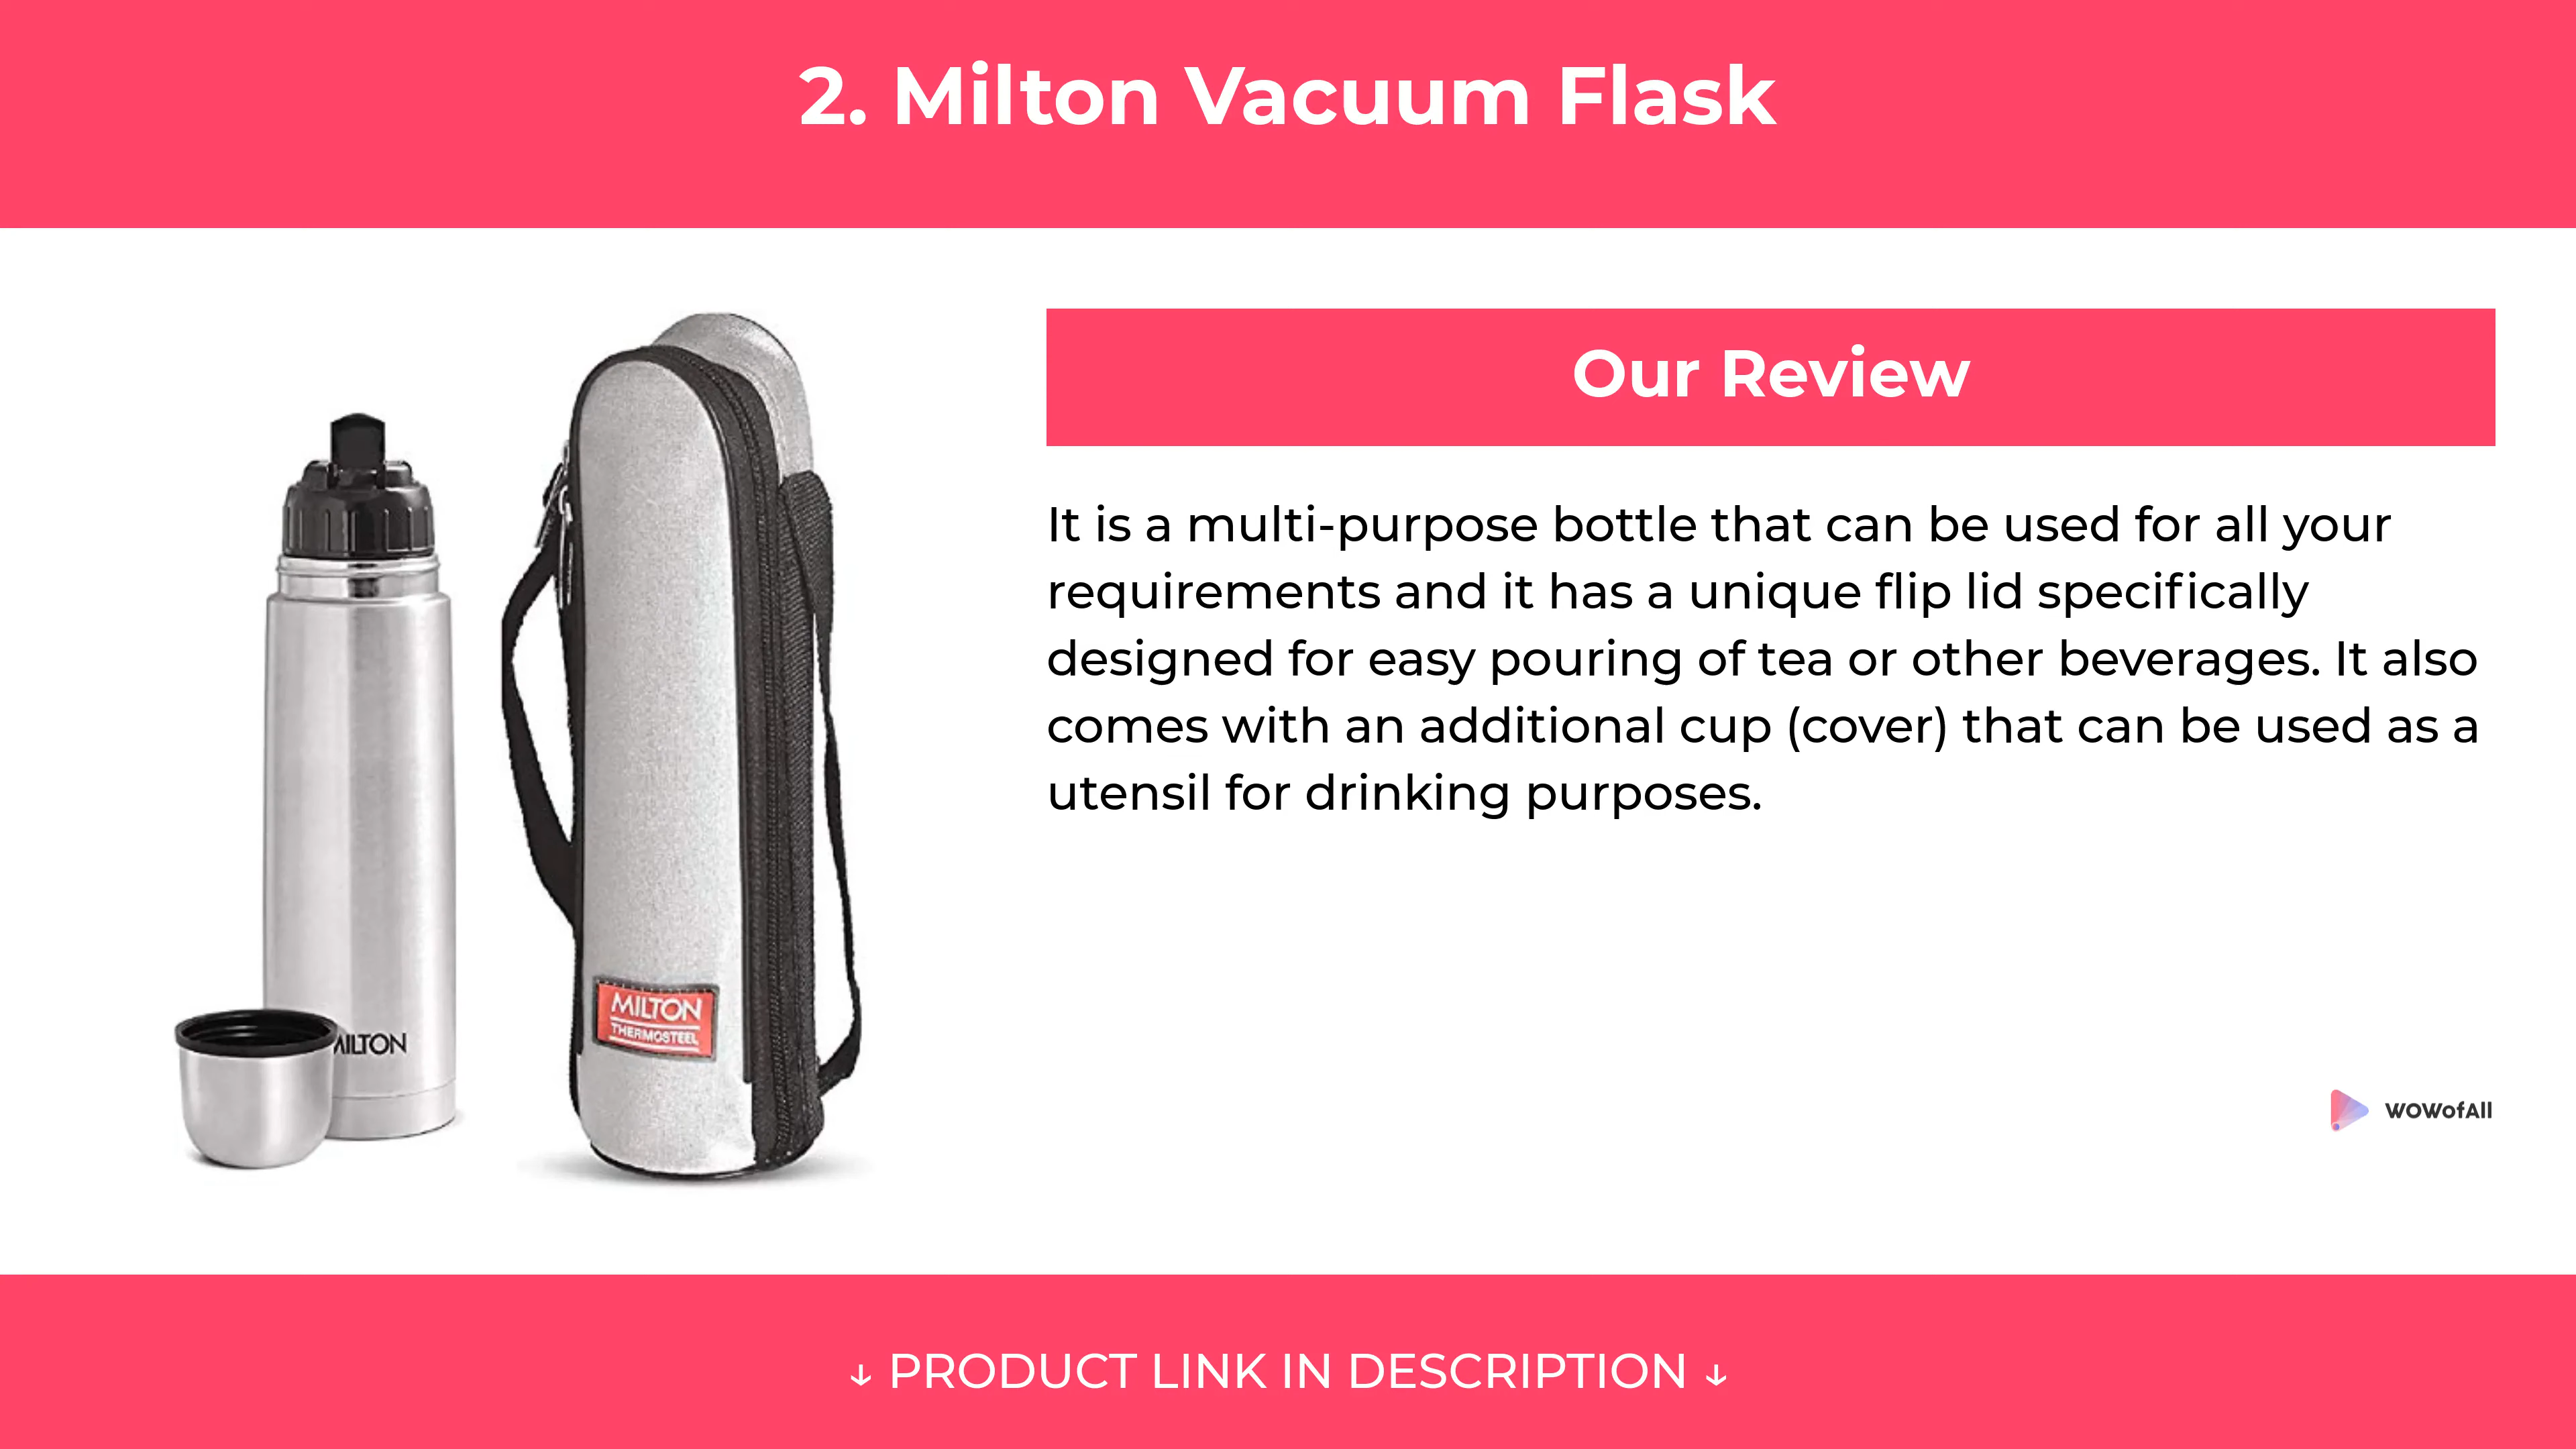 2. Milton Vacuum Flask
Our Review
It is a multi-purpose bottle that can be used for all your
requirements and it has a unique flip lid specifically
designed for easy pouring of tea or other beverages. It also
comes with an additional cup (cover) that can be used as a
utensil for drinking purposes.
MILTON
MILTON
THERMOSTEEL
WOWofAll
↓ PRODUCT LINK IN DESCRIPTION ↓